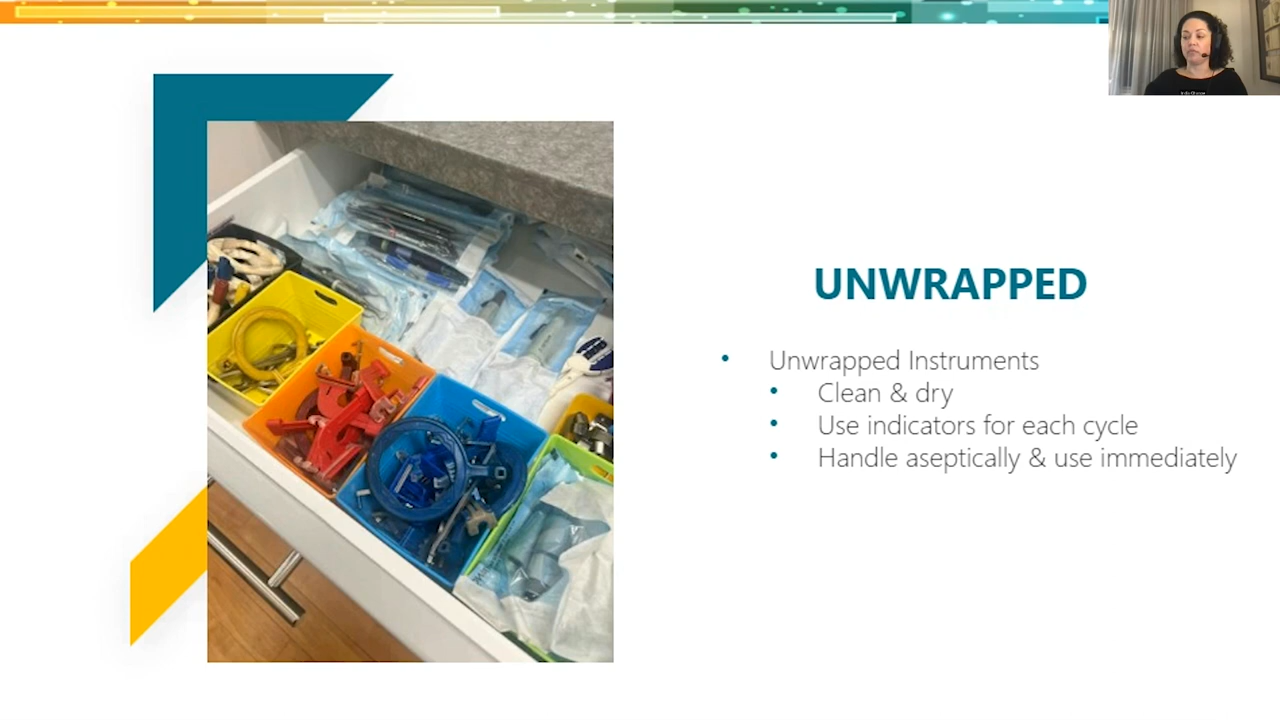 UNWRAPPED
• Unwrapped Instruments
• Clean & dry
• Use indicators for each cycle
• Handle aseptically & use immediately